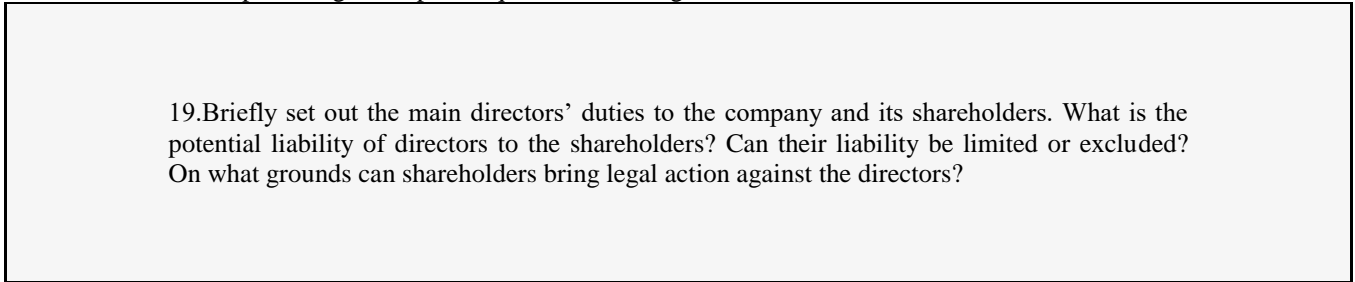 19.Briefly set out the main directors’ duties to the company and its shareholders. What is the
potential liability of directors to the shareholders? Can their liability be limited or excluded?
On what grounds can shareholders bring legal action against the directors?